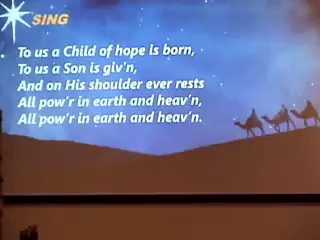 SING
To us a Child of hope is born,
To us a Son is giv'n,
And on His shoulder ever rests
All pow'r in earth and heav'n,
All pow'r in earth and heav'n.